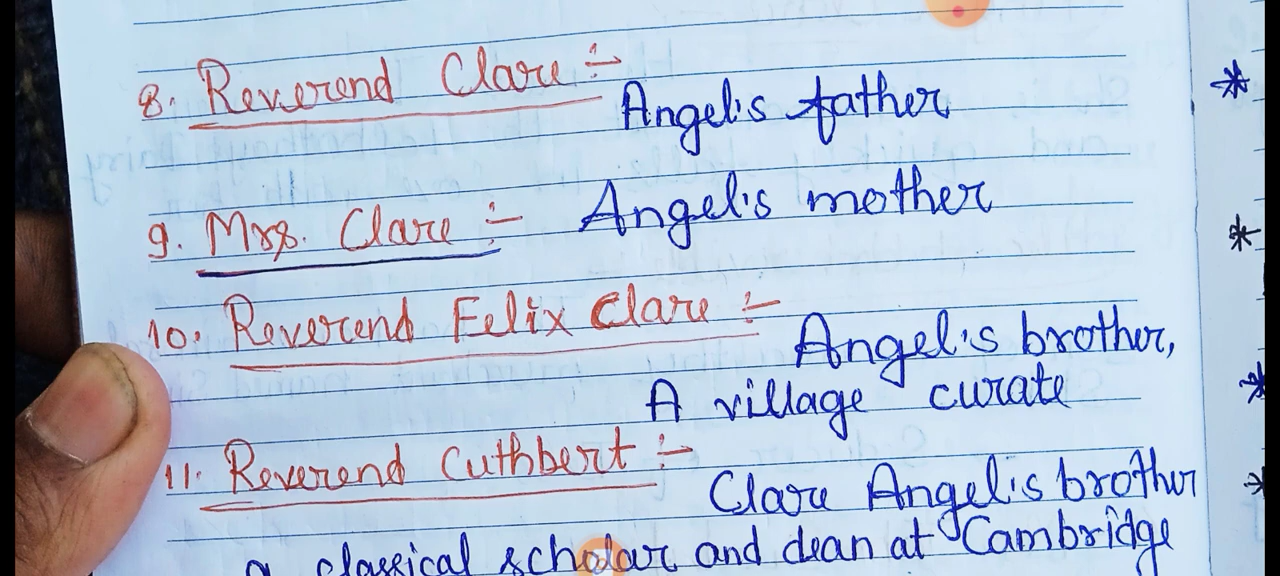 8. Reverend Clare :-
Angel's father
9. Mrs. Clare :- Angel's mother
10. Reverend Felix Clare :-
Angel's brother,
A village curate
11. Reverend Cuthbert :-
Clare Angel's brother
a classical scholar and dean at Cambridge